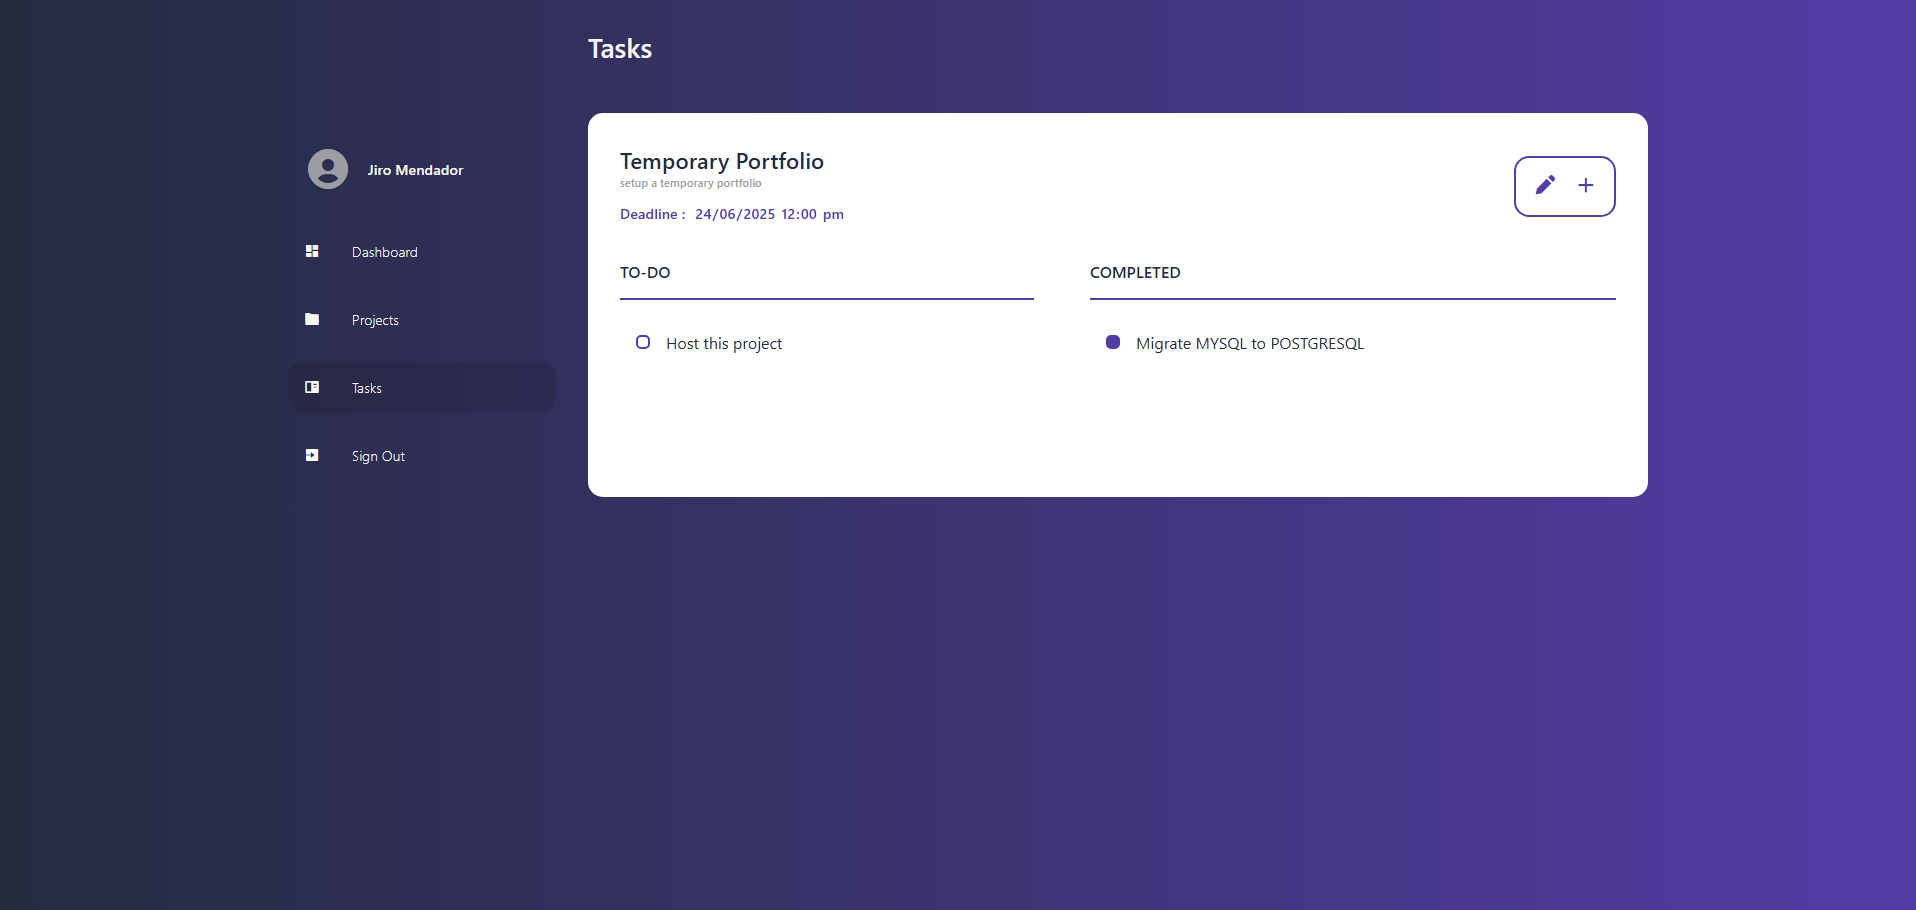 Tasks
Jiro Mendador
Dashboard
Projects
Tasks
Sign Out
Temporary Portfolio
setup a temporary portfolio
Deadline : 24/06/2025 12:00 pm
TO-DO
Host this project
COMPLETED
Migrate MYSQL to POSTGRESQL